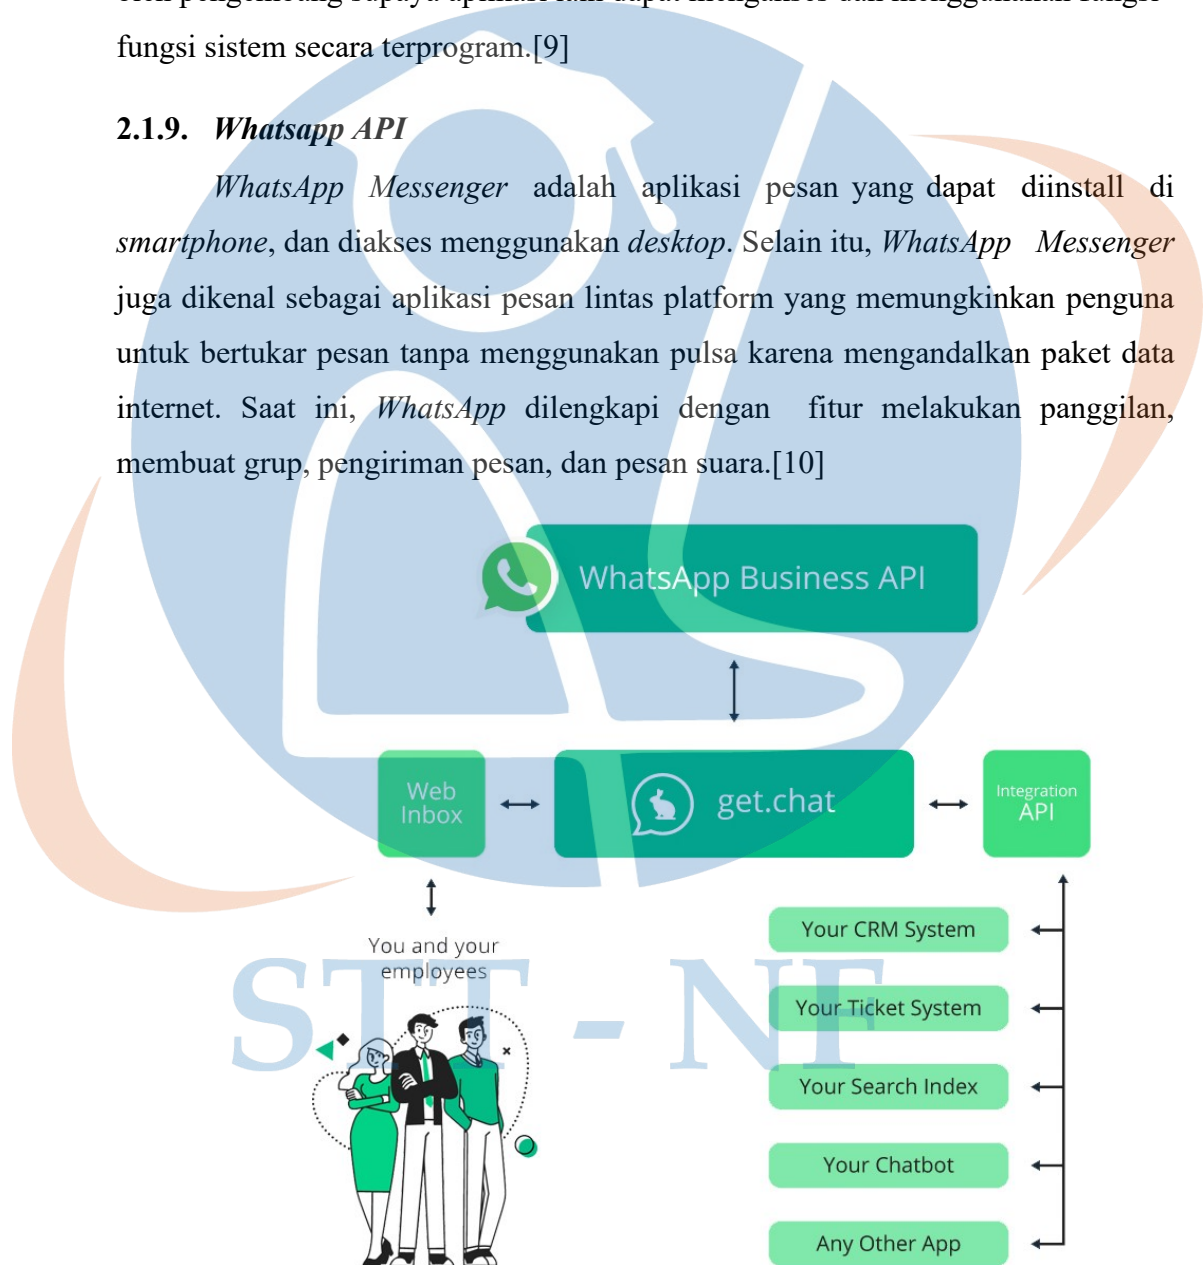 fungsi sistem secara terprogram.[9]
2.1.9. Whatsapp API
WhatsApp Messenger adalah aplikasi pesan yang dapat diinstall di
smartphone, dan diakses menggunakan desktop. Selain itu, WhatsApp Messenger
juga dikenal sebagai aplikasi pesan lintas platform yang memungkinkan penguna
untuk bertukar pesan tanpa menggunakan pulsa karena mengandalkan paket data
internet. Saat ini, WhatsApp dilengkapi dengan fitur melakukan panggilan,
membuat grup, pengiriman pesan, dan pesan suara.[10]
WhatsApp Business API
Web
Inbox
get.chat
Integration
API
You and your
employees
Your CRM System
Your Ticket System
Your Search Index
Your Chatbot
Any Other App
STT - NF